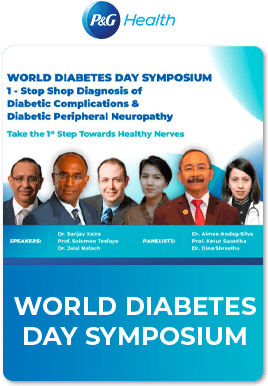 P&G Health
WORLD DIABETES DAY SYMPOSIUM
1 - Stop Shop Diagnosis of
Diabetic Complications &
Diabetic Peripheral Neuropathy
Take the 1st Step Towards Healthy Nerves
SPEAKERS:
Dr. Sanjay Kalra
Prof. Solomon Tesfaye
Dr. Jalal Nafach
PANELISTS:
Dr. Aimee Andag-Silva
Prof. Ketut Suastika
Dr. Dina Shrestha
WORLD DIABETES
DAY SYMPOSIUM